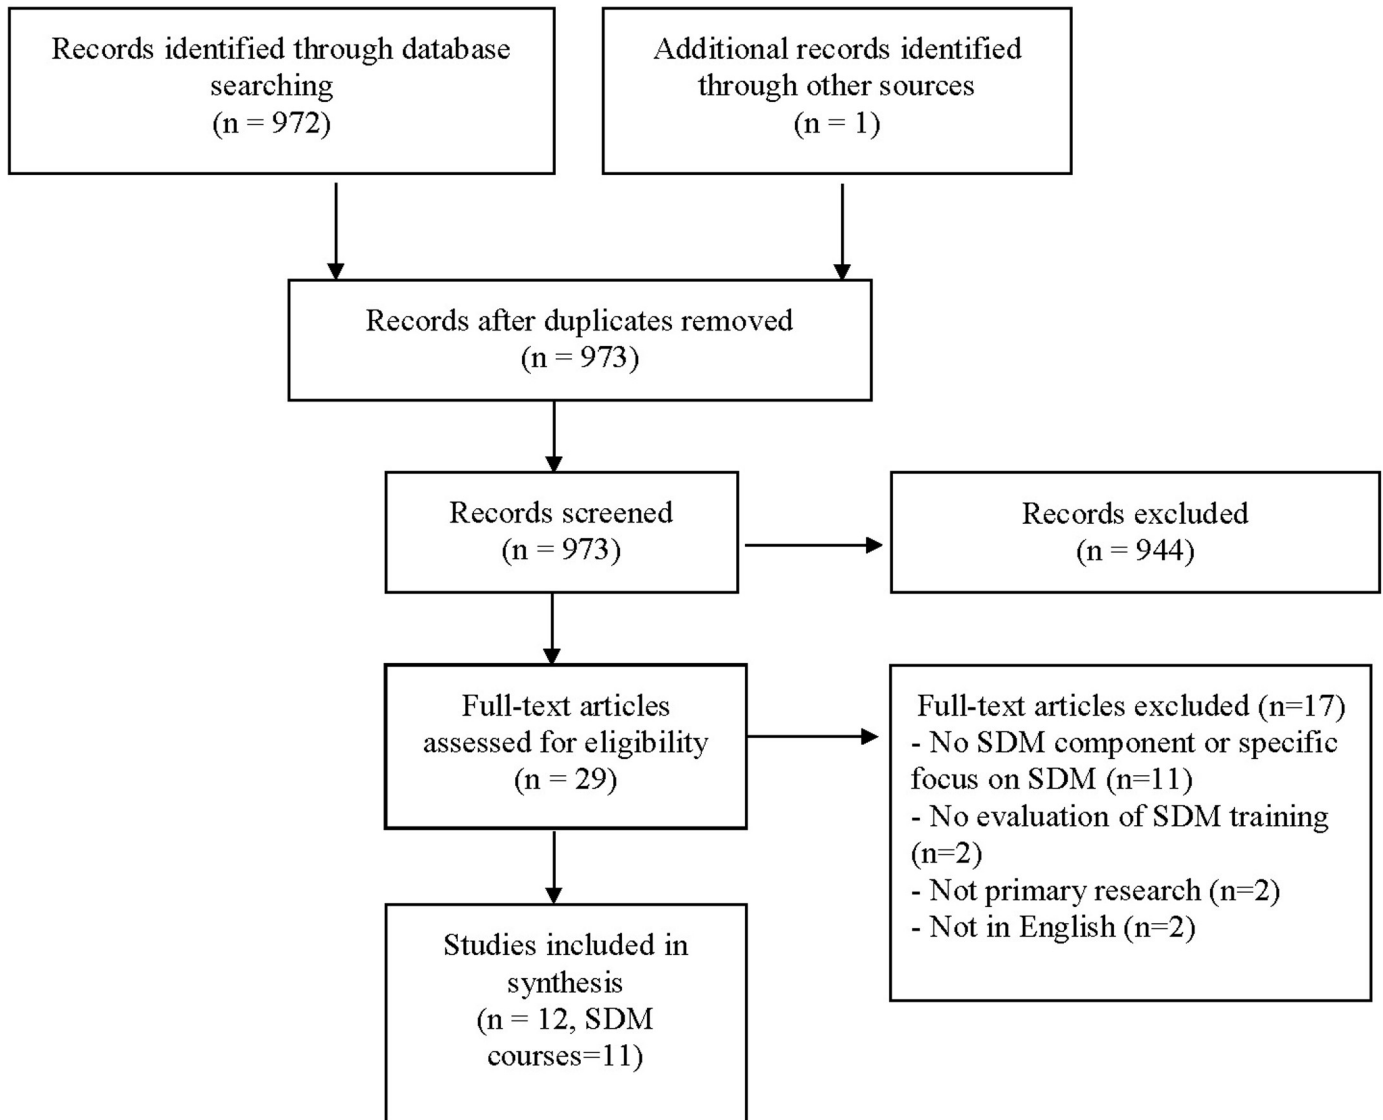 Records identified through database
searching
(n = 972)
Additional records identified
through other sources
(n = 1)
Records after duplicates removed
(n = 973)
Records screened
(n = 973)
Records excluded
(n = 944)
Full-text articles
assessed for eligibility
(n = 29)
Full-text articles excluded (n=17)
- No SDM component or specific
focus on SDM (n=11)
- No evaluation of SDM training
(n=2)
- Not primary research (n=2)
- Not in English (n=2)
Studies included in
synthesis
(n = 12, SDM
courses=11)